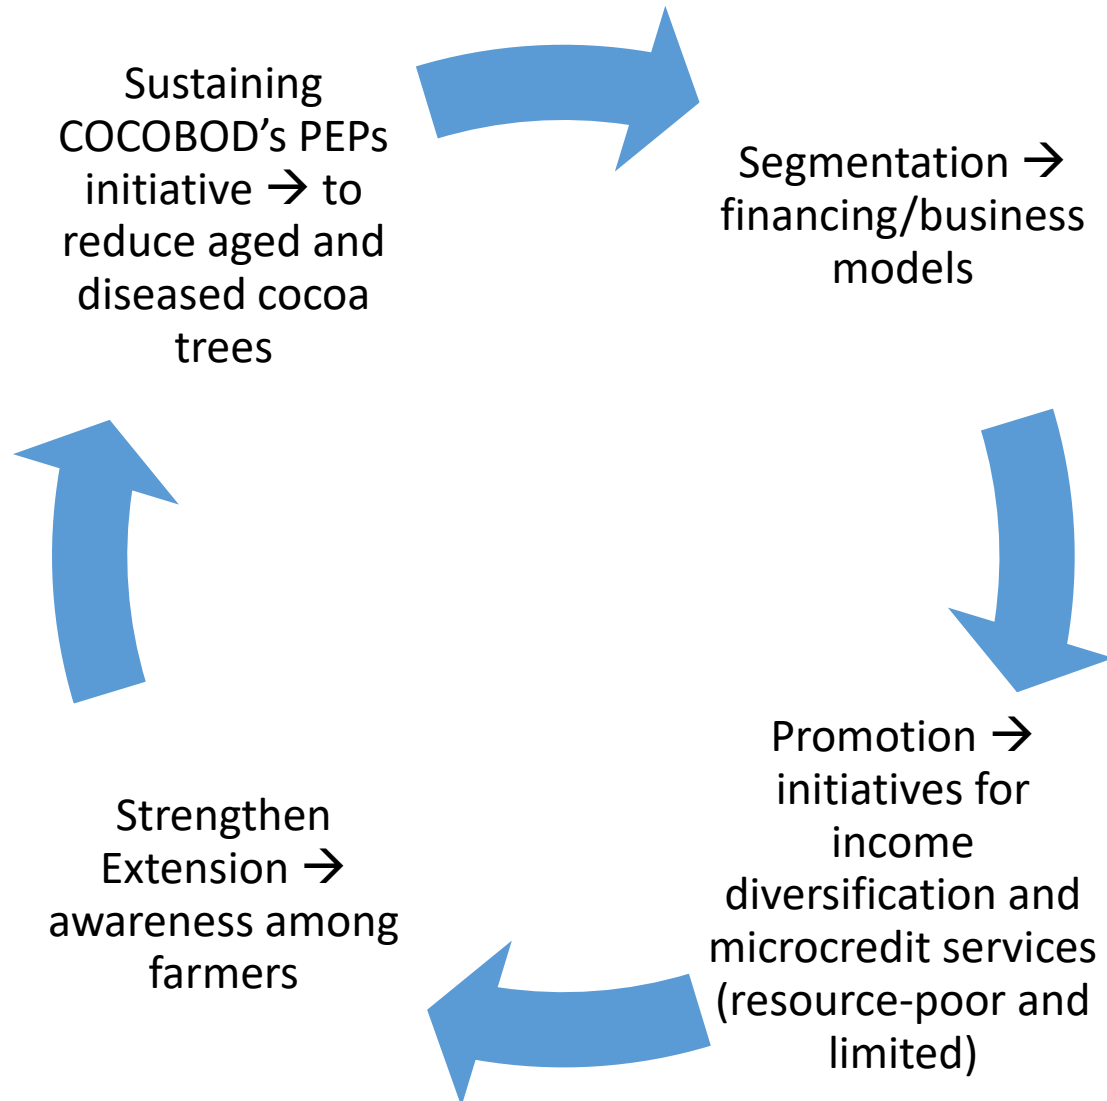 Sustaining
COCOBOD’s PEPs
initiative → to
reduce aged and
diseased cocoa
trees
Segmentation →
financing/business
models
Promotion →
initiatives for
income
diversification and
microcredit services
(resource-poor and
limited)
Strengthen
Extension →
awareness among
farmers